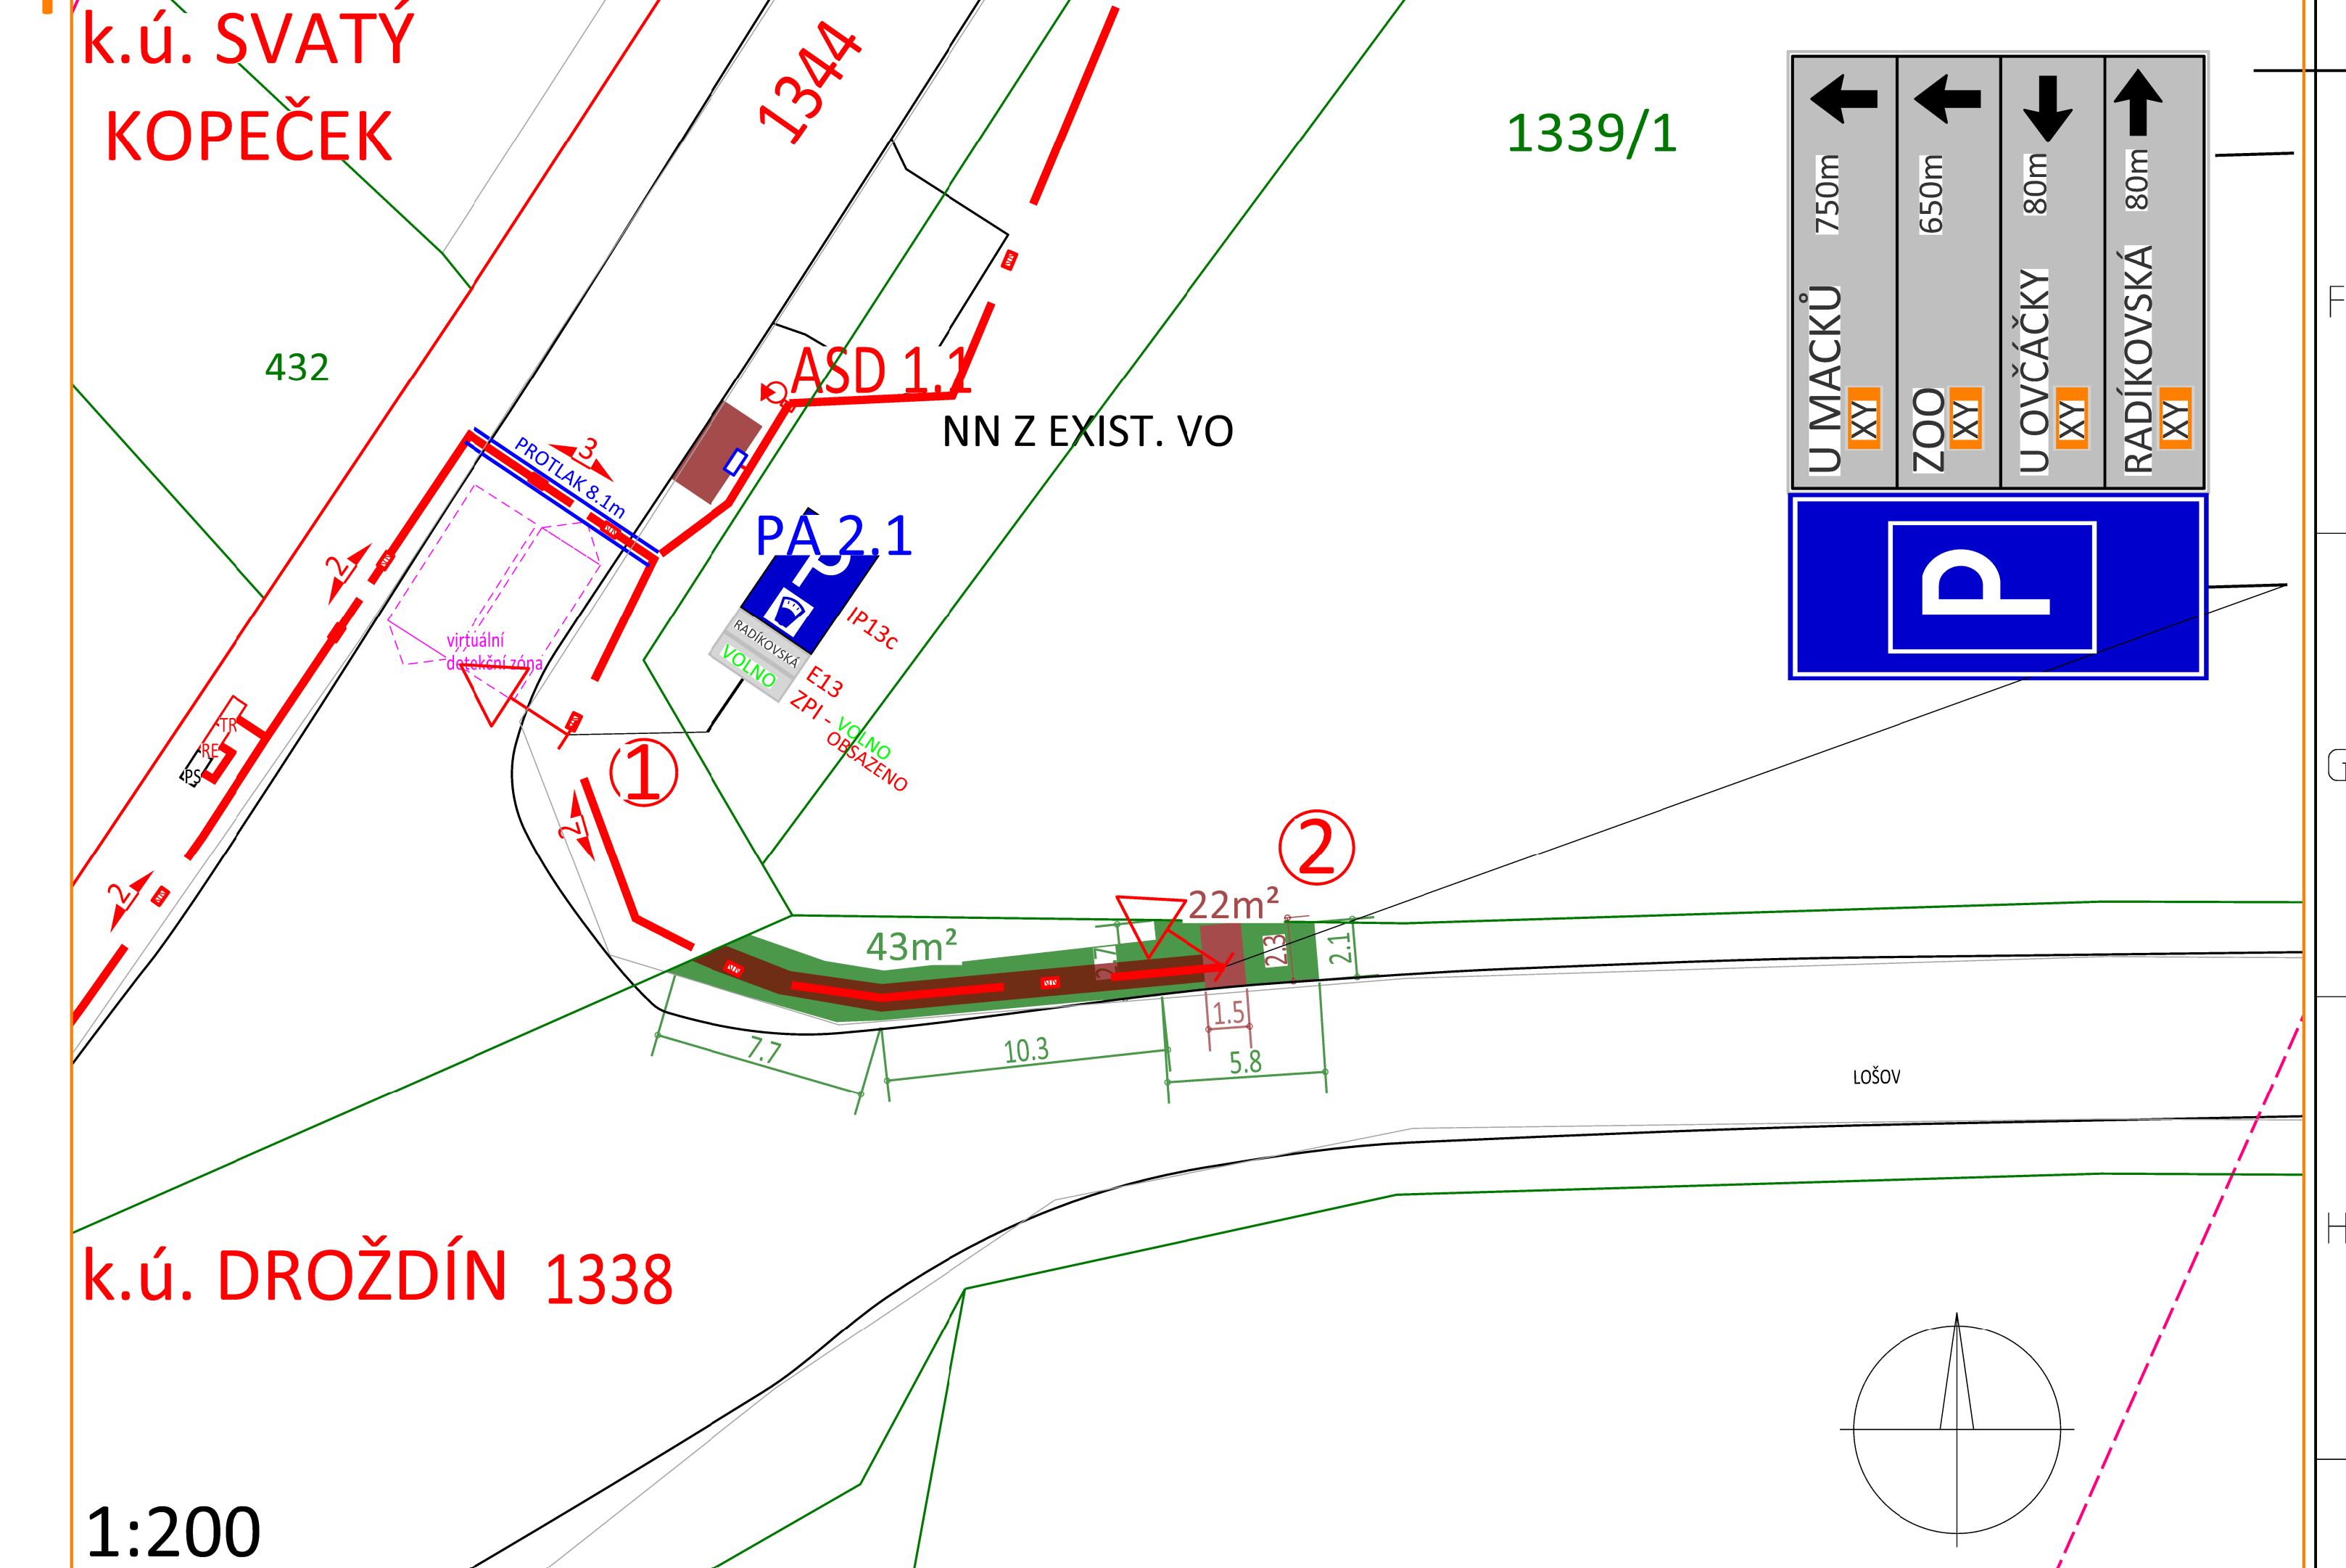 k.ú. SVATÝ
KOPEČEK
1344
1339/1
432
ASD 1.1
NN Z EXIST. VO
3
PROTLAK 8.1m
PA 2.1
P
RADÍKOVSKÁ
VOLNO
IP13c
E13
ZPI - VOLNO
OBSAZENO
virtuální
detekční zóna
2
TR
RE
PS
2
1
2
2
22m²
43m²
2.3
2.1
1.5
7.7
10.3
5.8
LOŠOV
k.ú. DROŽDÍN 1338
1:200
U MACKŮ 750m
XY
ZOO 650m
XY
U OVČÁČKY 80m
XY
RADÍKOVSKÁ 80m
XY
P
F
G
H